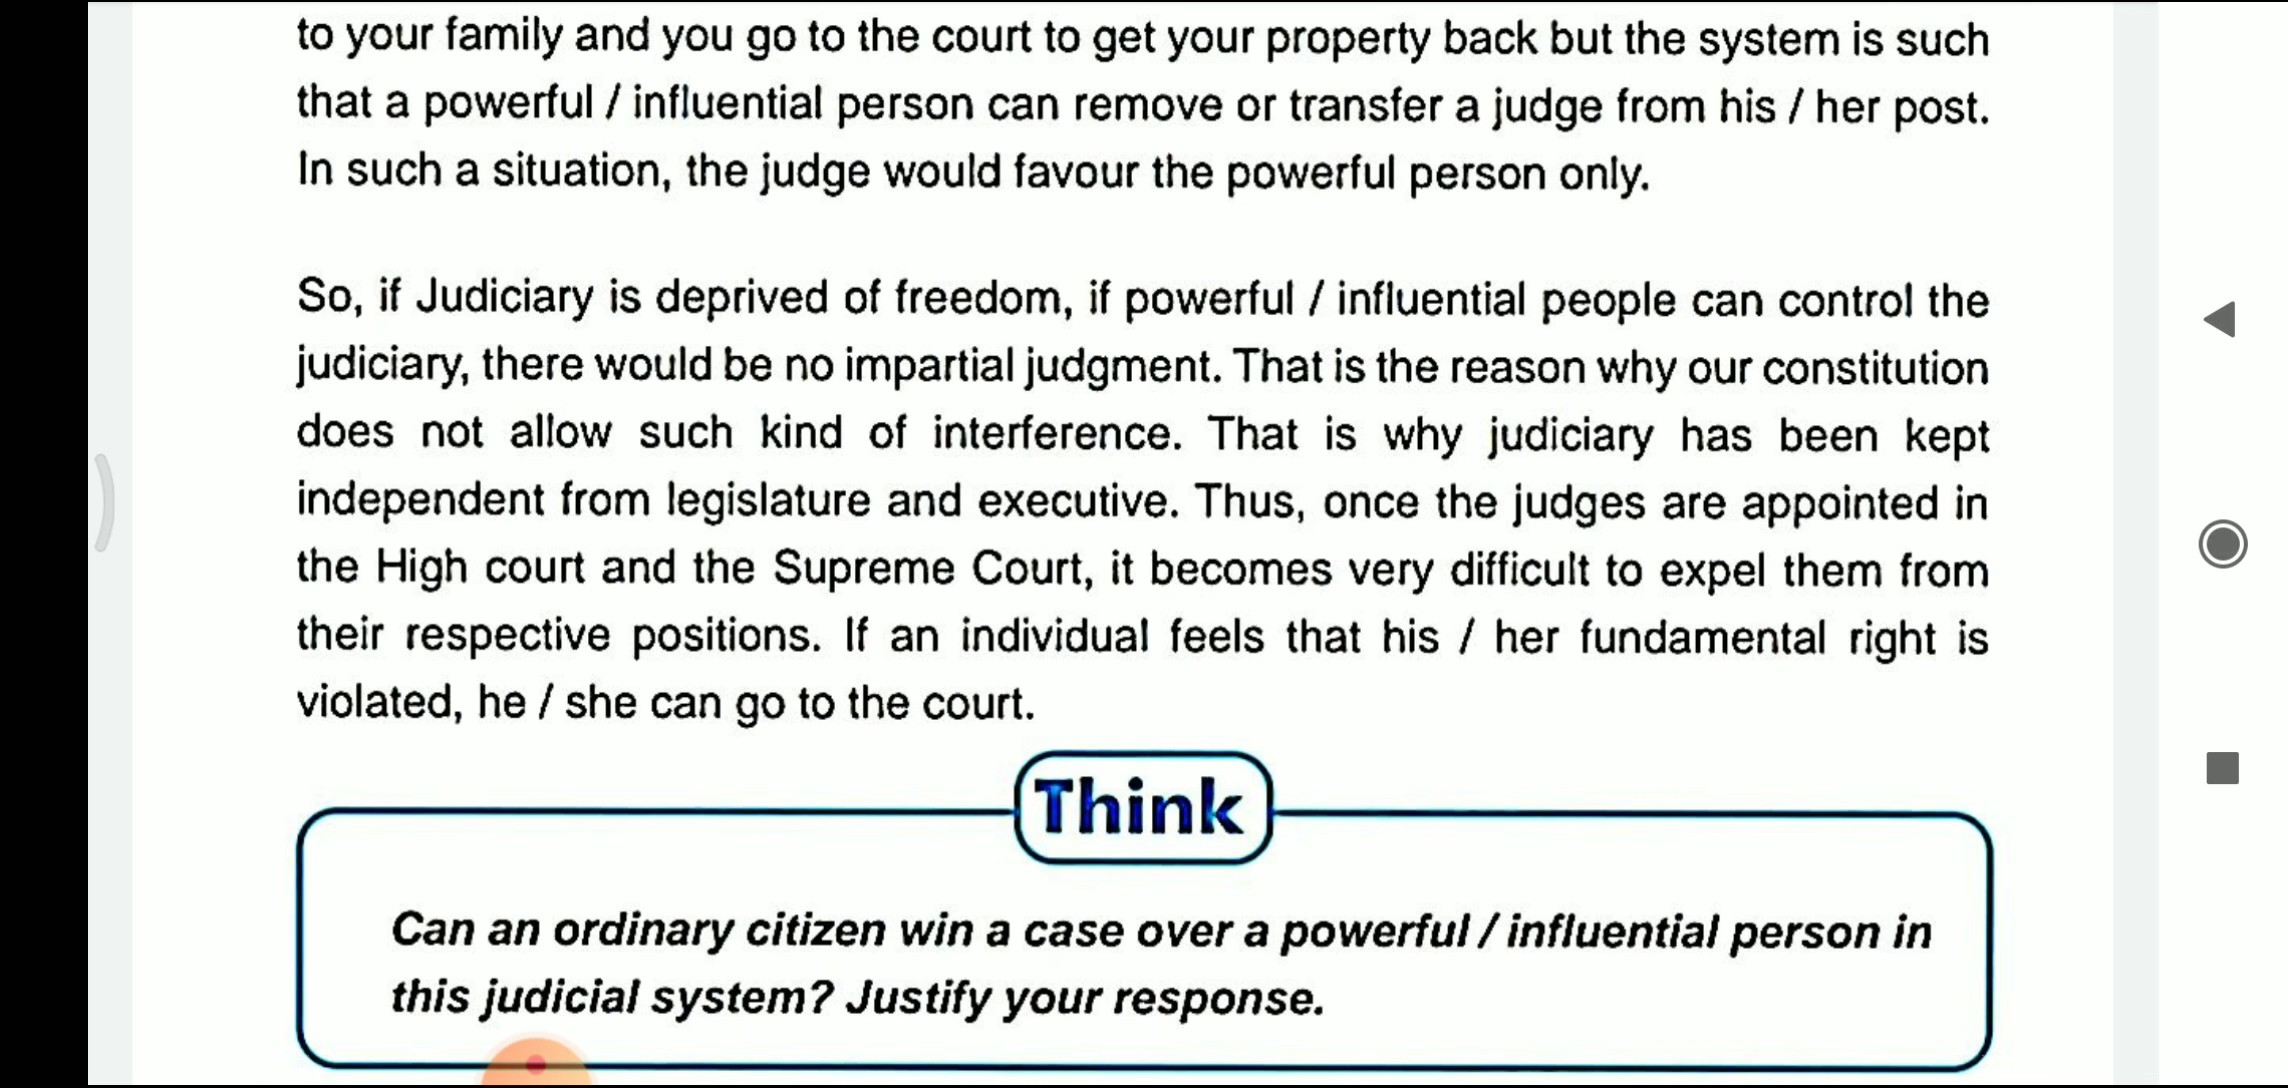 to your family and you go to the court to get your property back but the system is such
that a powerful / influential person can remove or transfer a judge from his / her post.
In such a situation, the judge would favour the powerful person only.
So, if Judiciary is deprived of freedom, if powerful / influential people can control the
judiciary, there would be no impartial judgment. That is the reason why our constitution
does not allow such kind of interference. That is why judiciary has been kept
independent from legislature and executive. Thus, once the judges are appointed in
the High court and the Supreme Court, it becomes very difficult to expel them from
their respective positions. If an individual feels that his / her fundamental right is
violated, he / she can go to the court.
Think
Can an ordinary citizen win a case over a powerful / influential person in
this judicial system? Justify your response.